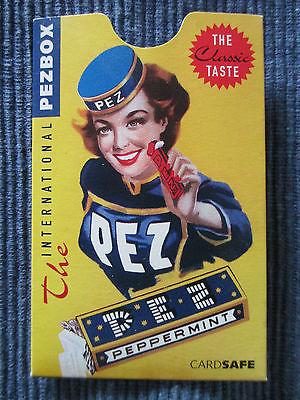 The INTERNATIONAL PEZBOX
THE
Classic
TASTE
PEZ
PEZ
PEZ
PEPPERMINT
CARDSAFE